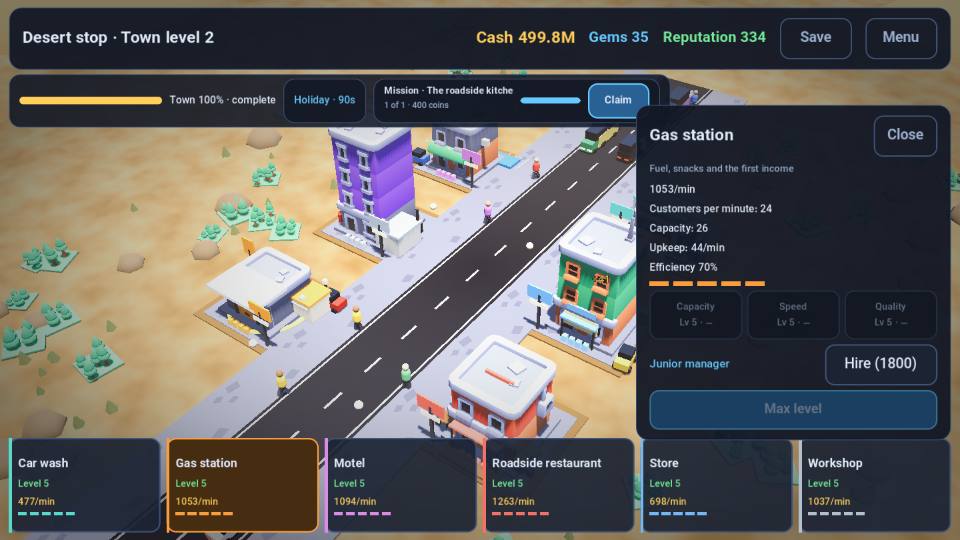 Desert stop · Town level 2
Cash 499.8M
Gems 35
Reputation 334
Save
Menu
Town 100% · complete
Holiday · 90s
Mission · The roadside kitche
1 of 1 · 400 coins
Claim
Gas station
Close
Fuel, snacks and the first income
1053/min
Customers per minute: 24
Capacity: 26
Upkeep: 44/min
Efficiency 70%
Capacity
Lv 5 · –
Speed
Lv 5 · –
Quality
Lv 5 · –
Junior manager
Hire (1800)
Max level
Car wash
Level 5
477/min
Gas station
Level 5
1053/min
Motel
Level 5
1094/min
Roadside restaurant
Level 5
1263/min
Store
Level 5
698/min
Workshop
Level 5
1037/min